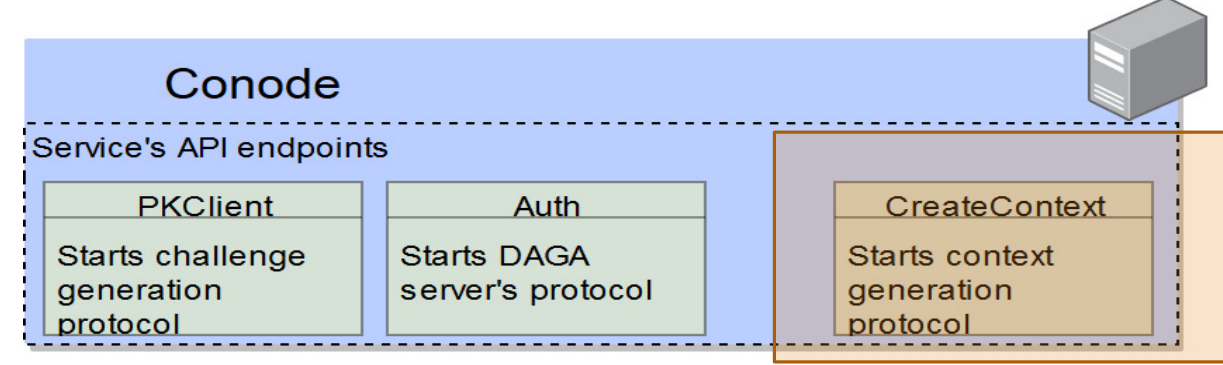 Conode
Service's API endpoints
PKClient
Starts challenge
generation
protocol
Auth
Starts DAGA
server's protocol
CreateContext
Starts context
generation
protocol